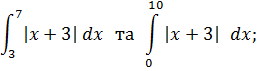 ∫₃⁷|x + 3| dx та ∫₀¹⁰|x + 3| dx;